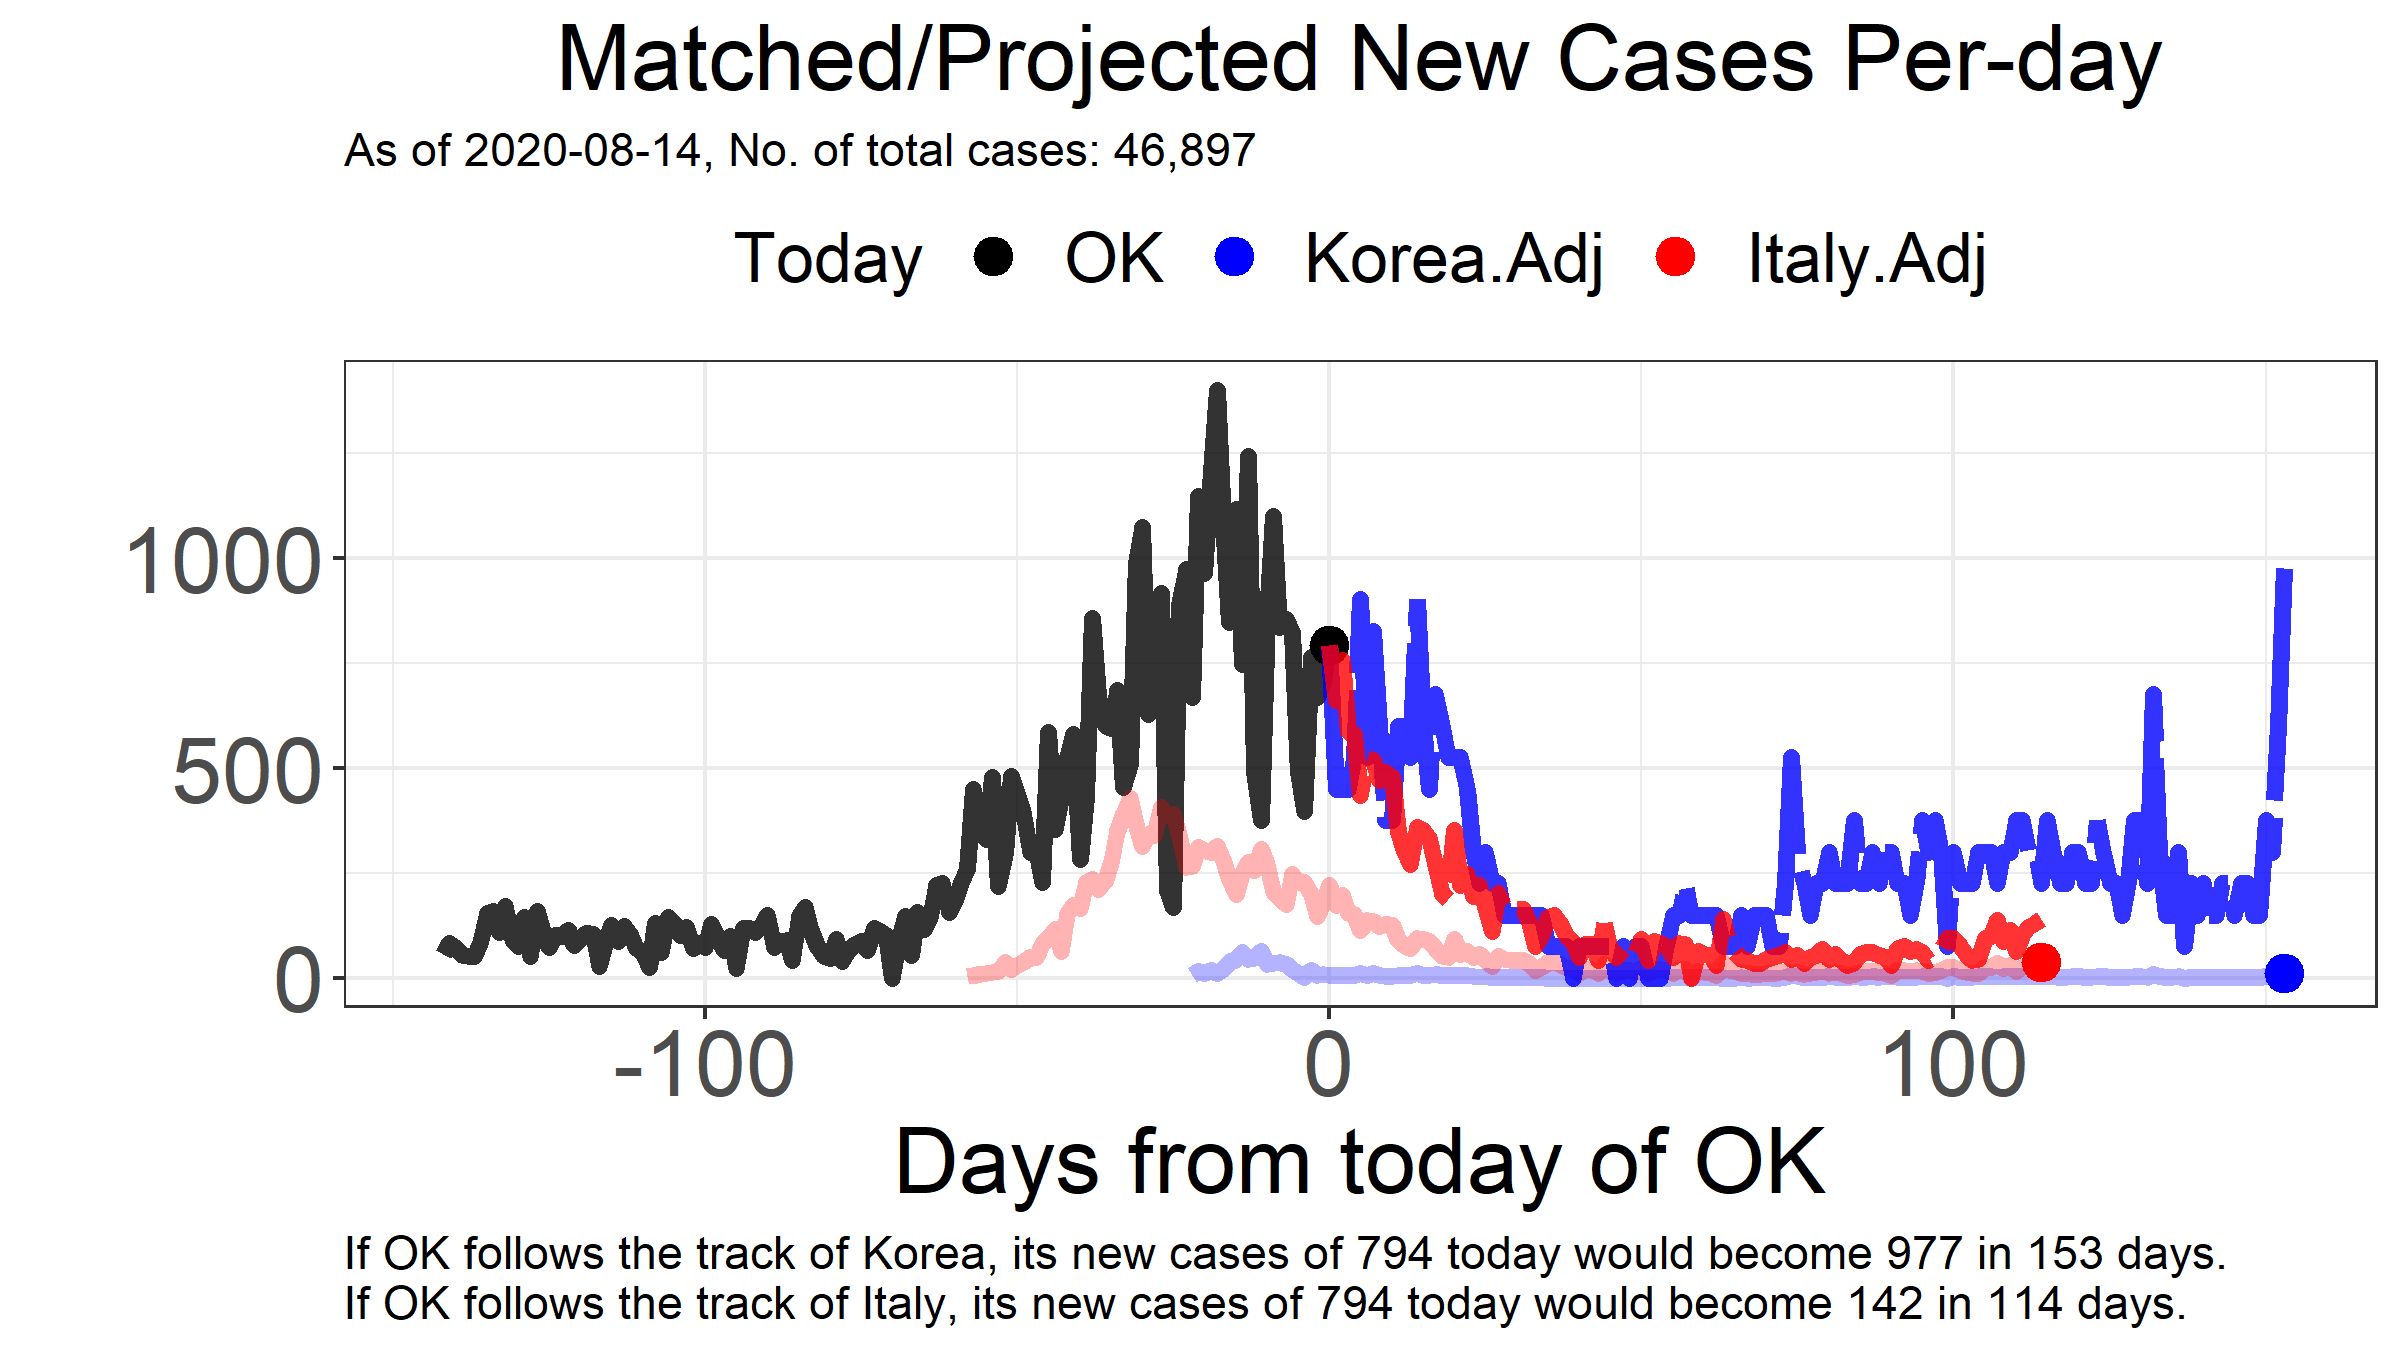 Matched/Projected New Cases Per-day
As of 2020-08-14, No. of total cases: 46,897
Today OK Korea.Adj Italy.Adj
1000
500
0
-100 0 100
Days from today of OK
If OK follows the track of Korea, its new cases of 794 today would become 977 in 153 days.
If OK follows the track of Italy, its new cases of 794 today would become 142 in 114 days.